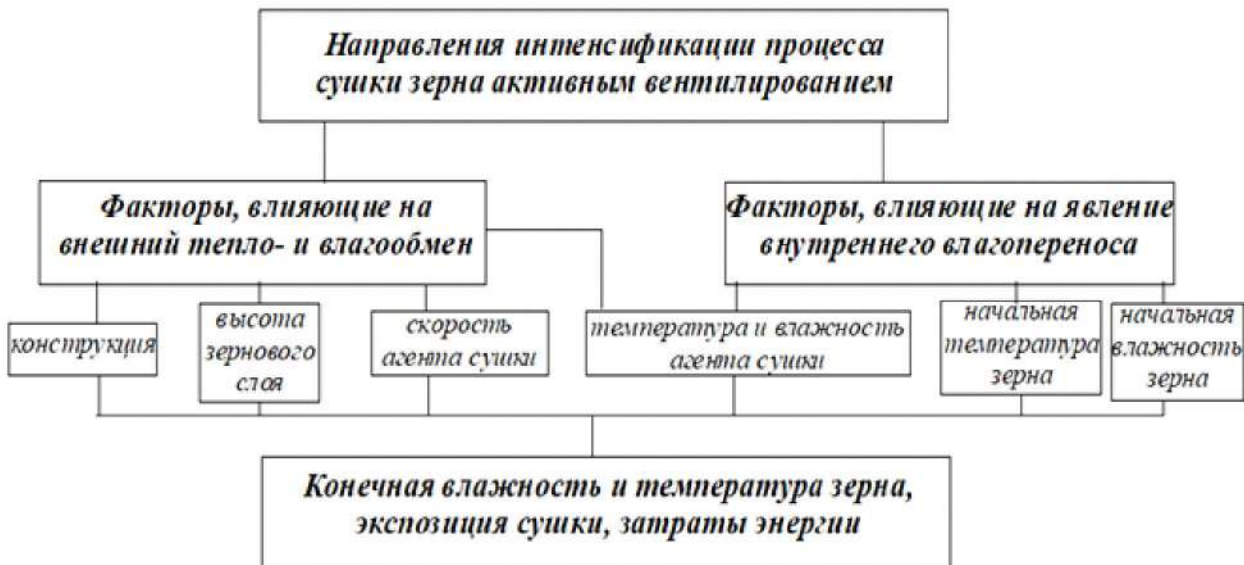 Направления интенсификации процесса
сушки зерна активным вентилированием
Факторы, влияющие на
внешний тепло- и влагообмен
Факторы, влияющие на явление
внутреннего влагопереноса
конструкция
высота
зернового
слоя
скорость
агента сушки
температура и влажность
агента сушки
начальная
температура
зерна
начальная
влажность
зерна
Конечная влажность и температура зерна,
экспозиция сушки, затраты энергии